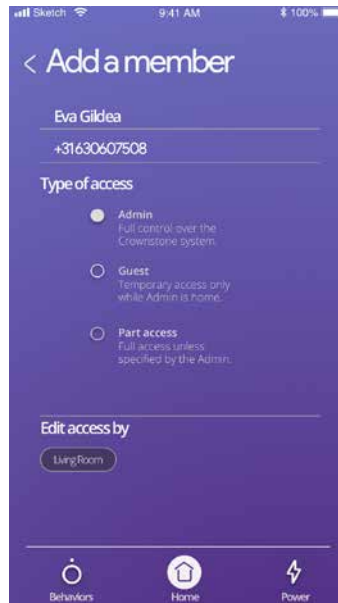 Sketch 9:41 AM 100%
< Add a member
Eva Gildea
+31630607508
Type of access
Admin
Full control over the
Crownstone system.
Guest
Temporary access only
while Admin is home.
Part access
Full access unless
specified by the Admin.
Edit access by
Living Room
Behaviors Home Power